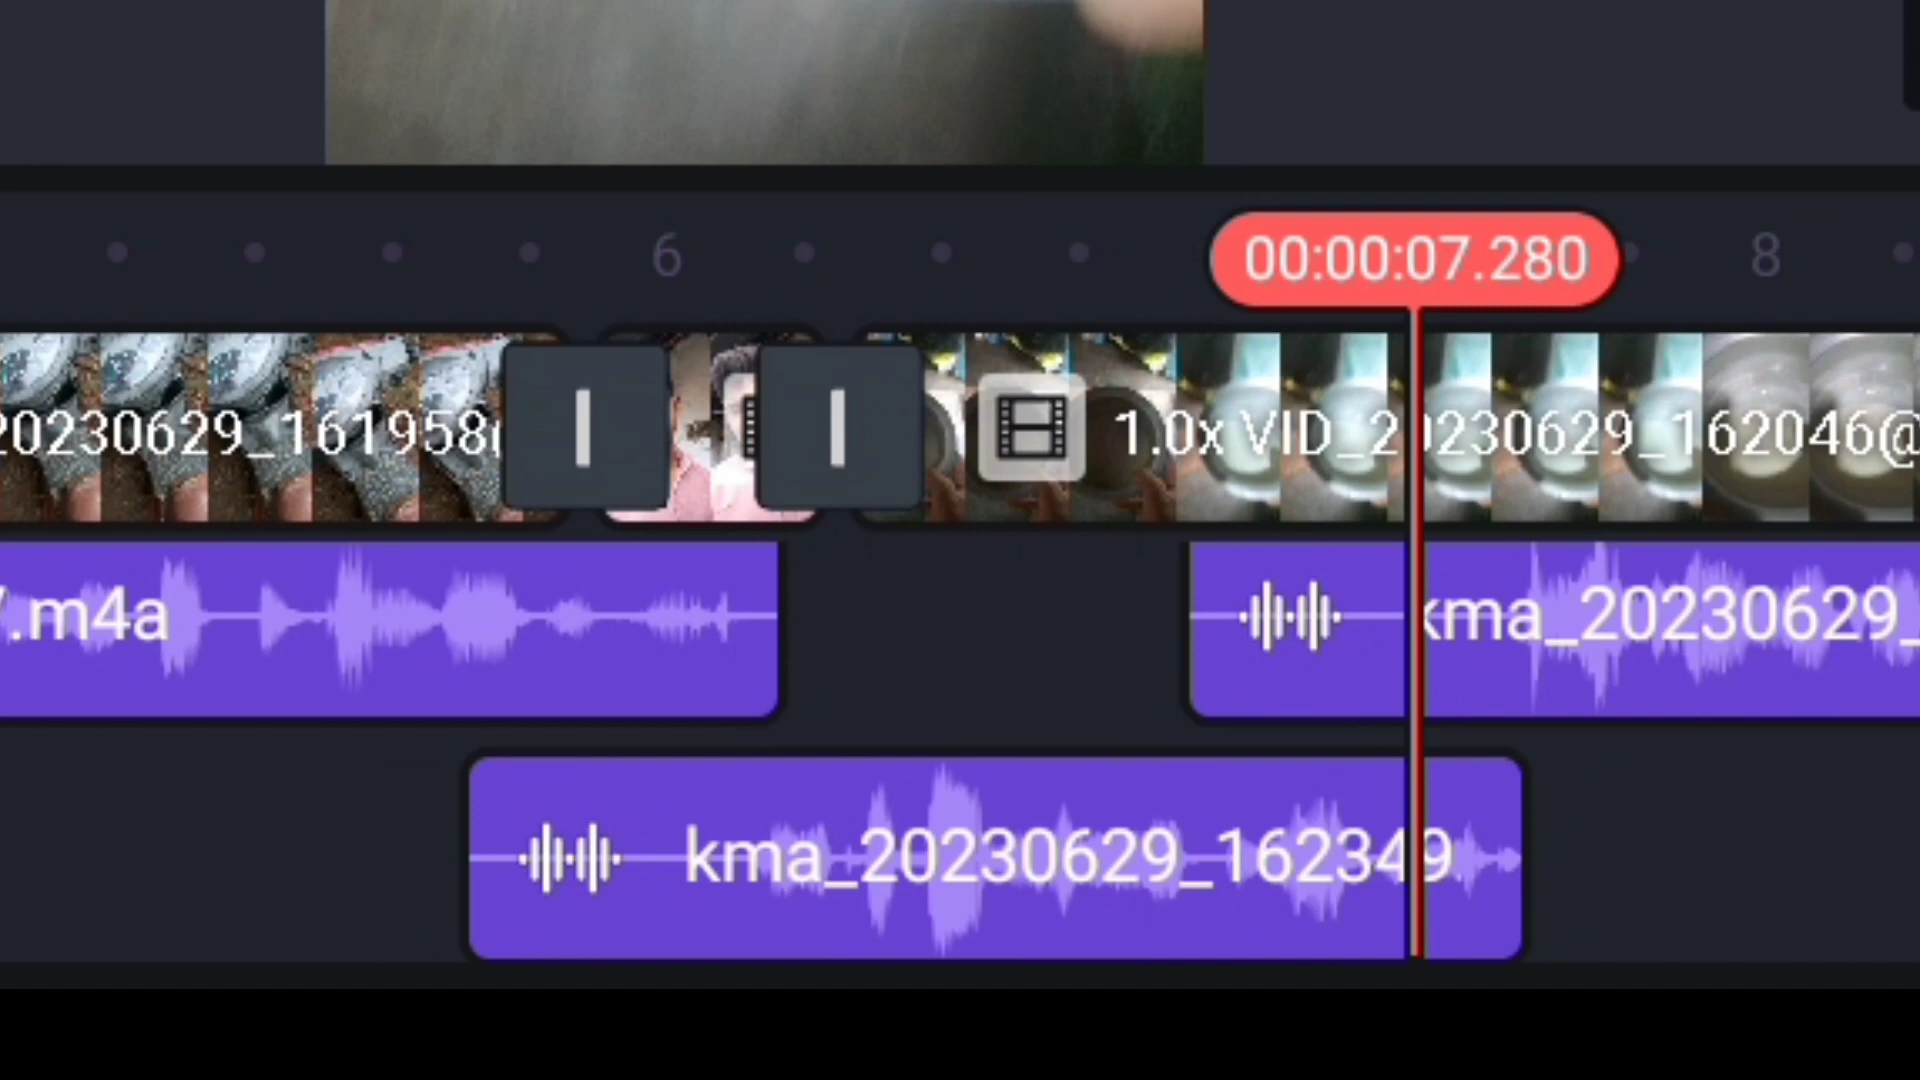 6
00:00:07.280
8
20230629_161958
1.0x VID_20230629_162046@
.m4a
kma_20230629_
kma_20230629_162349.